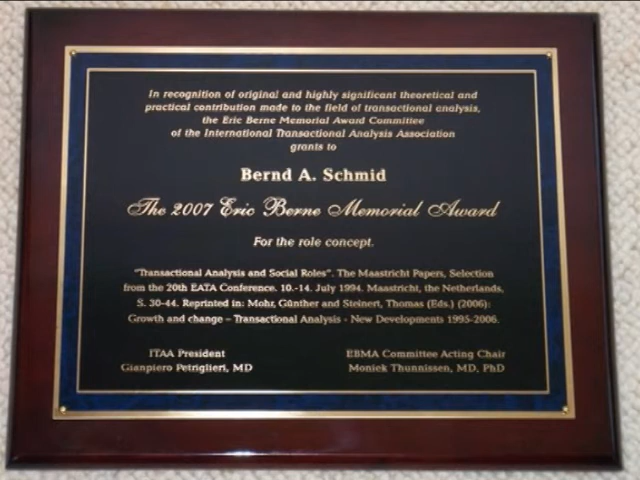 In recognition of original and highly significant theoretical and
practical contribution made to the field of transactional analysis,
the Eric Berne Memorial Award Committee
of the International Transactional Analysis Association
grants to
Bernd A. Schmid
The 2007 Eric Berne Memorial Award
For the role concept.
"Transactional Analysis and Social Roles". The Maastricht Papers, Selection
from the 20th EATA Conference. 10.-14. July 1994. Maastricht, the Netherlands,
S. 30-44. Reprinted in: Mohr, Günther and Steinert, Thomas (Eds.) (2006):
Growth and change – Transactional Analysis - New Developments 1995-2006.
ITAA President
Gianpiero Petriglieri, MD
EBMA Committee Acting Chair
Moniek Thunnissen, MD, PhD